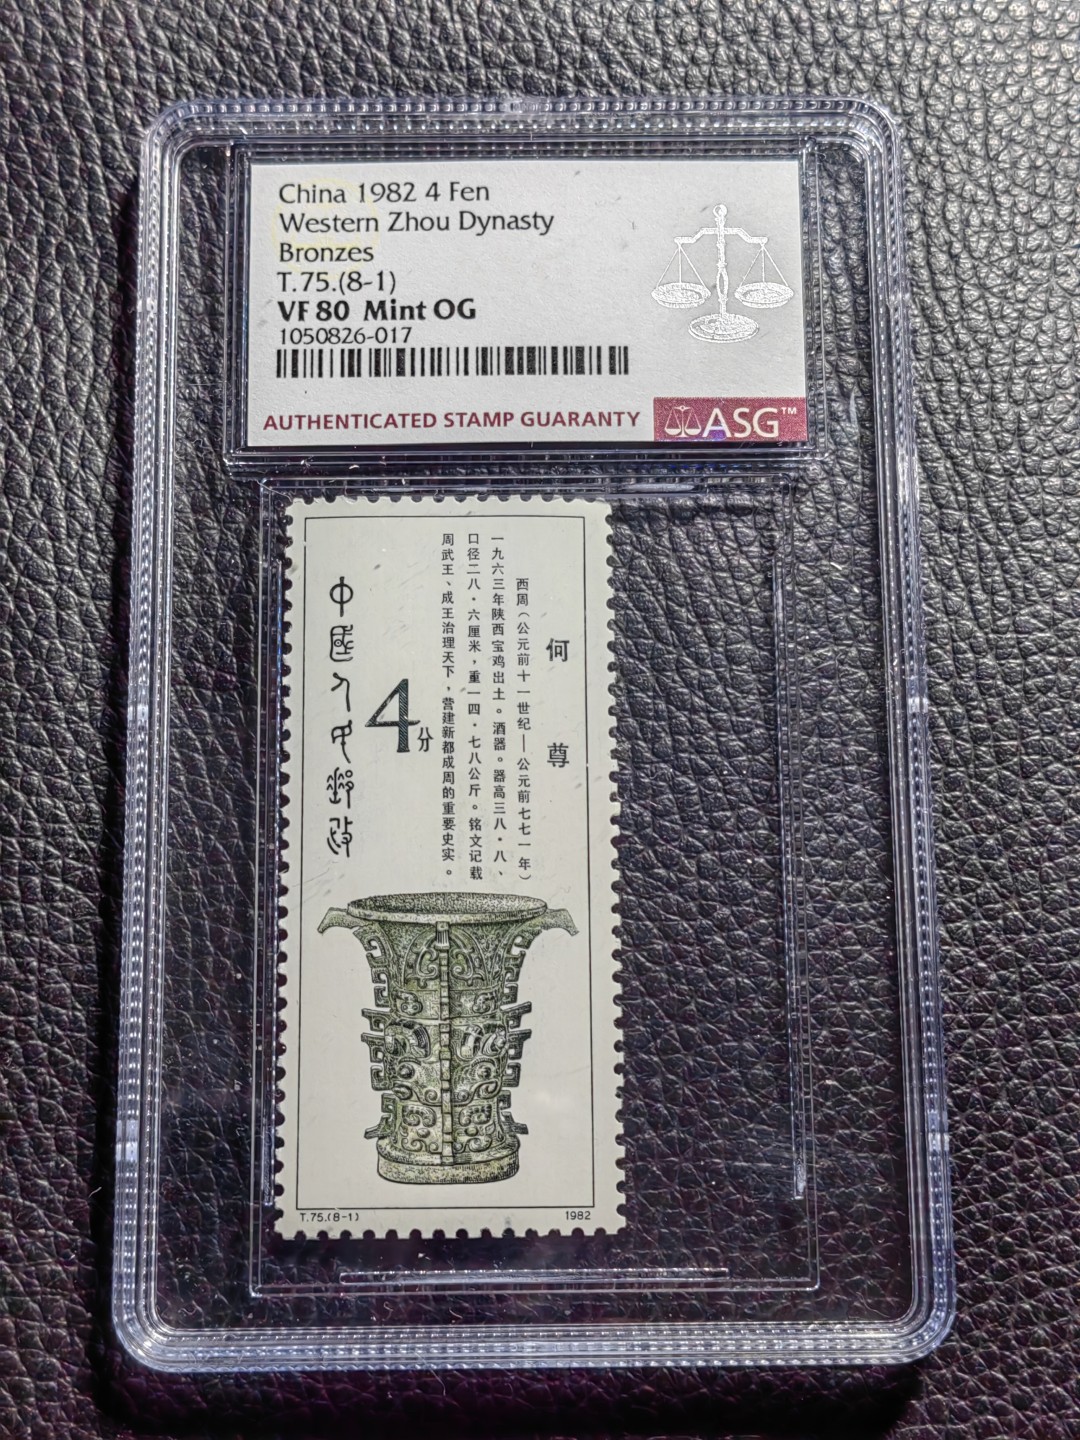 China 1982 4 Fen
Western Zhou Dynasty
Bronzes
T.75.(8-1)
VF 80 Mint OG
1050826-017
AUTHENTICATED STAMP GUARANTY
ASG™
何尊
西周(公元前十一世纪—公元前七七一年)
一九六三年陕西宝鸡出土。酒器。器高三八·八、
口径二八·六厘米,重一四·七八公斤。铭文记载
周武王、成王治理天下,营建新都成周的重要史实。
4分
中國人民郵政
T.75.(8-1)
1982